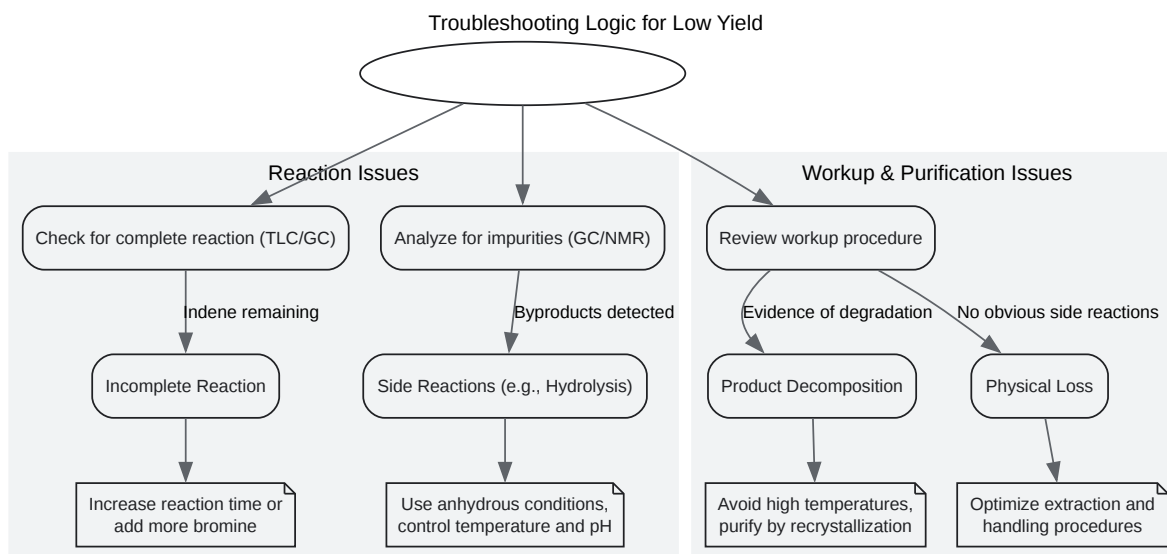 Troubleshooting Logic for Low Yield
Reaction Issues
Workup & Purification Issues
Check for complete reaction (TLC/GC)
Analyze for impurities (GC/NMR)
Review workup procedure
Indene remaining
Byproducts detected
Evidence of degradation
No obvious side reactions
Incomplete Reaction
Side Reactions (e.g., Hydrolysis)
Product Decomposition
Physical Loss
Increase reaction time or
add more bromine
Use anhydrous conditions,
control temperature and pH
Avoid high temperatures,
purify by recrystallization
Optimize extraction and
handling procedures